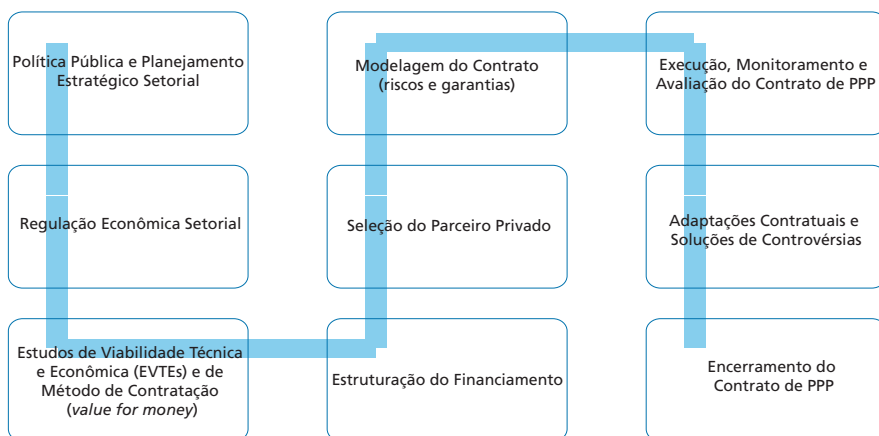 Política Pública e Planejamento
Estratégico Setorial
Regulação Econômica Setorial
Estudos de Viabilidade Técnica
e Econômica (EVTEs) e de
Método de Contratação
(value for money)
Estruturação do Financiamento
Seleção do Parceiro Privado
Modelagem do Contrato
(riscos e garantias)
Execução, Monitoramento e
Avaliação do Contrato de PPP
Adaptações Contratuais e
Soluções de Controvérsias
Encerramento do
Contrato de PPP